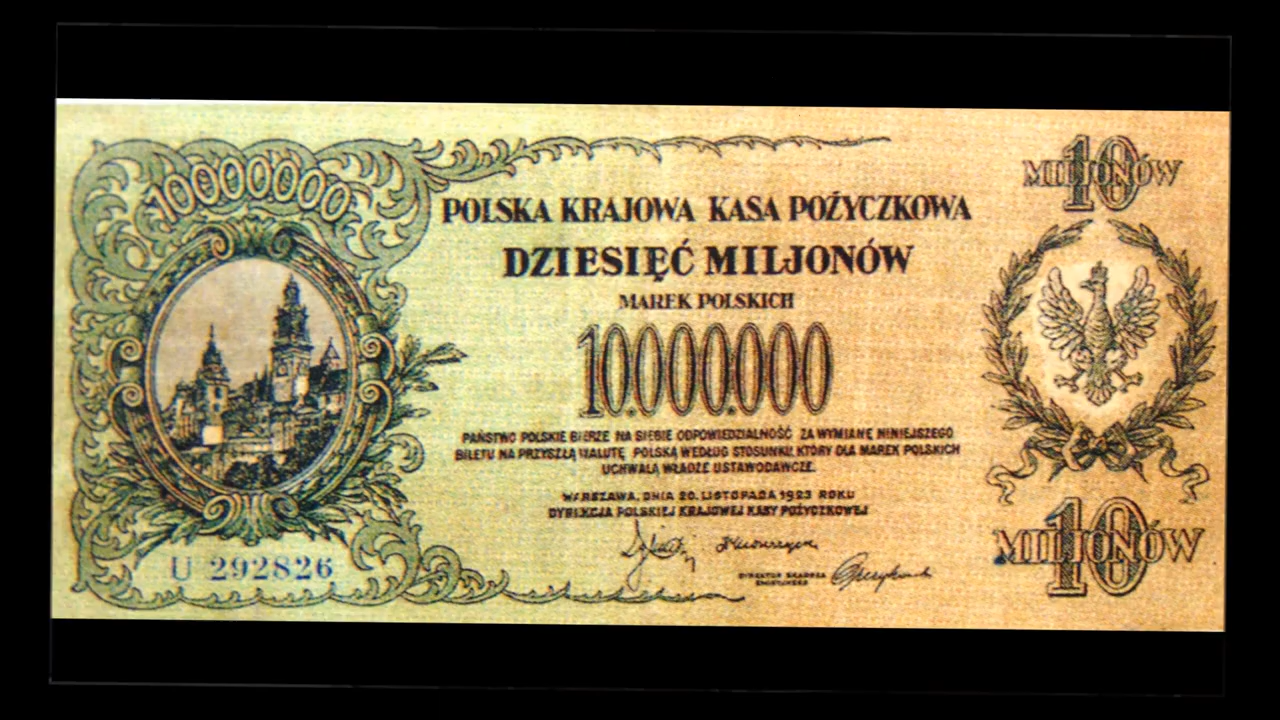 10000000
POLSKA KRAJOWA KASA POŻYCZKOWA
DZIESIĘĆ MILJONÓW
MAREK POLSKICH
10.000.000
PAŃSTWO POLSKIE BIERZE NA SIEBIE ODPOWIEDZIALNOŚĆ ZA WYMIANĘ NINIEJSZEGO
BILETU NA PRZYSZŁĄ WALUTĘ POLSKĄ WEDŁUG STOSUNKU, KTÓRY DLA MAREK POLSKICH
UCHWALĄ WŁADZE USTAWODAWCZE.
WARSZAWA, DNIA 20. LISTOPADA 1923 ROKU
DYREKCJA POLSKIEJ KRAJOWEJ KASY POŻYCZKOWEJ
DYREKTOR SKARBCA
U 292826
10
MILJONÓW
10
MILJONÓW